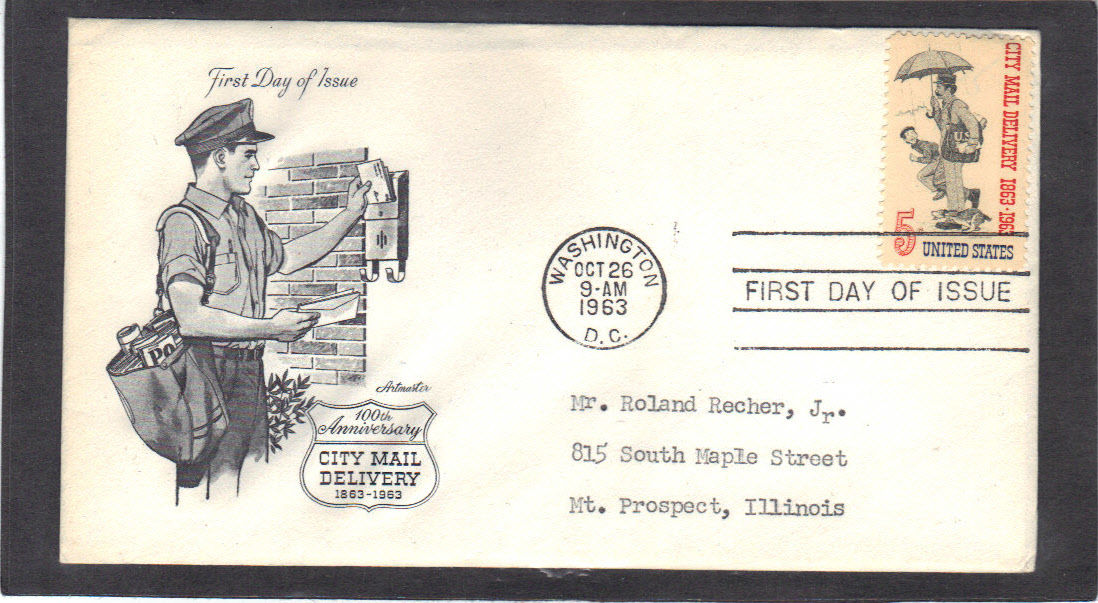 First Day of Issue
Po
Artmaster
100th
Anniversary
CITY MAIL
DELIVERY
1863-1963
WASHINGTON
OCT 26
9-AM
1963
D.C.
CITY MAIL DELIVERY 1863·1963
U.S.
5c
UNITED STATES
FIRST DAY OF ISSUE
Mr. Roland Recher, Jr.
815 South Maple Street
Mt. Prospect, Illinois